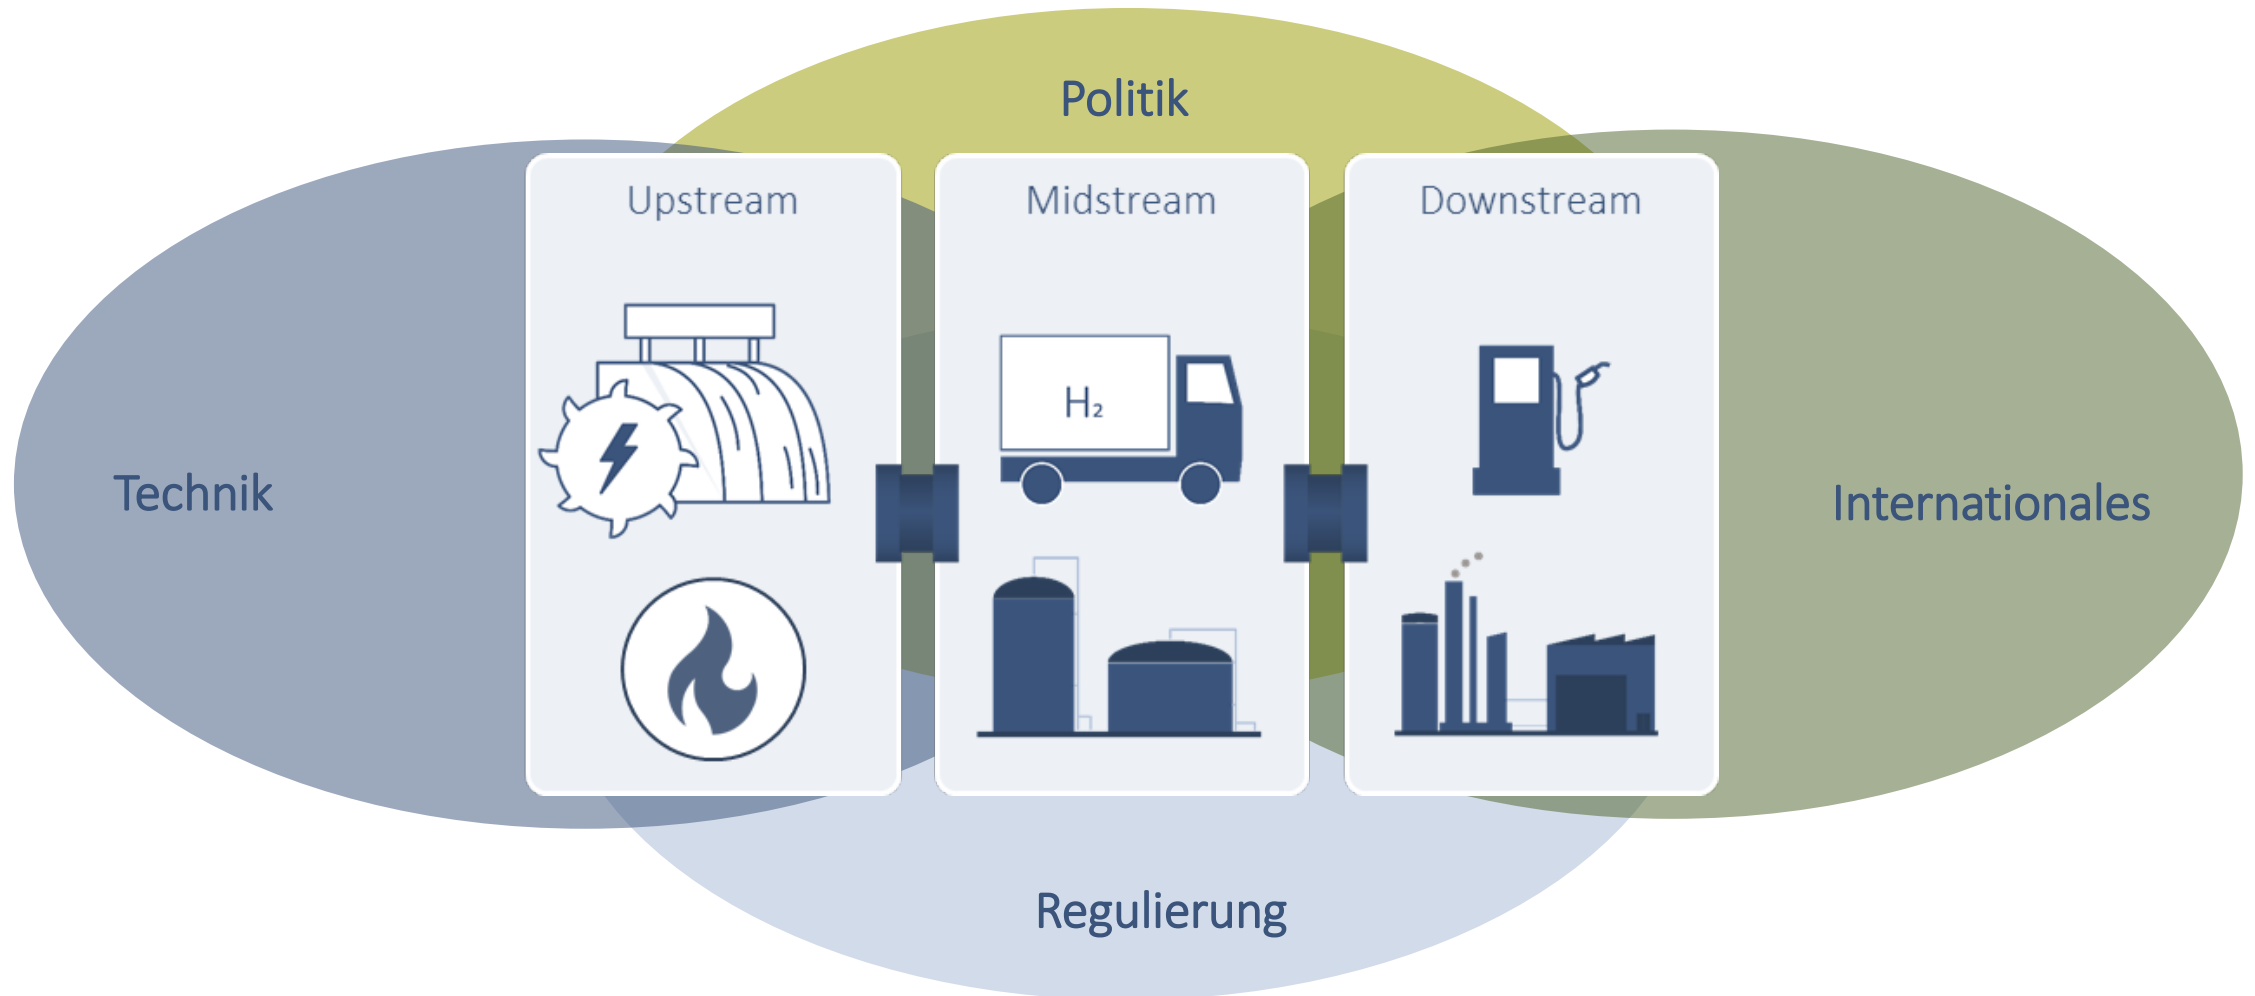 Politik
Upstream
Midstream
Downstream
H₂
Technik
Internationales
Regulierung